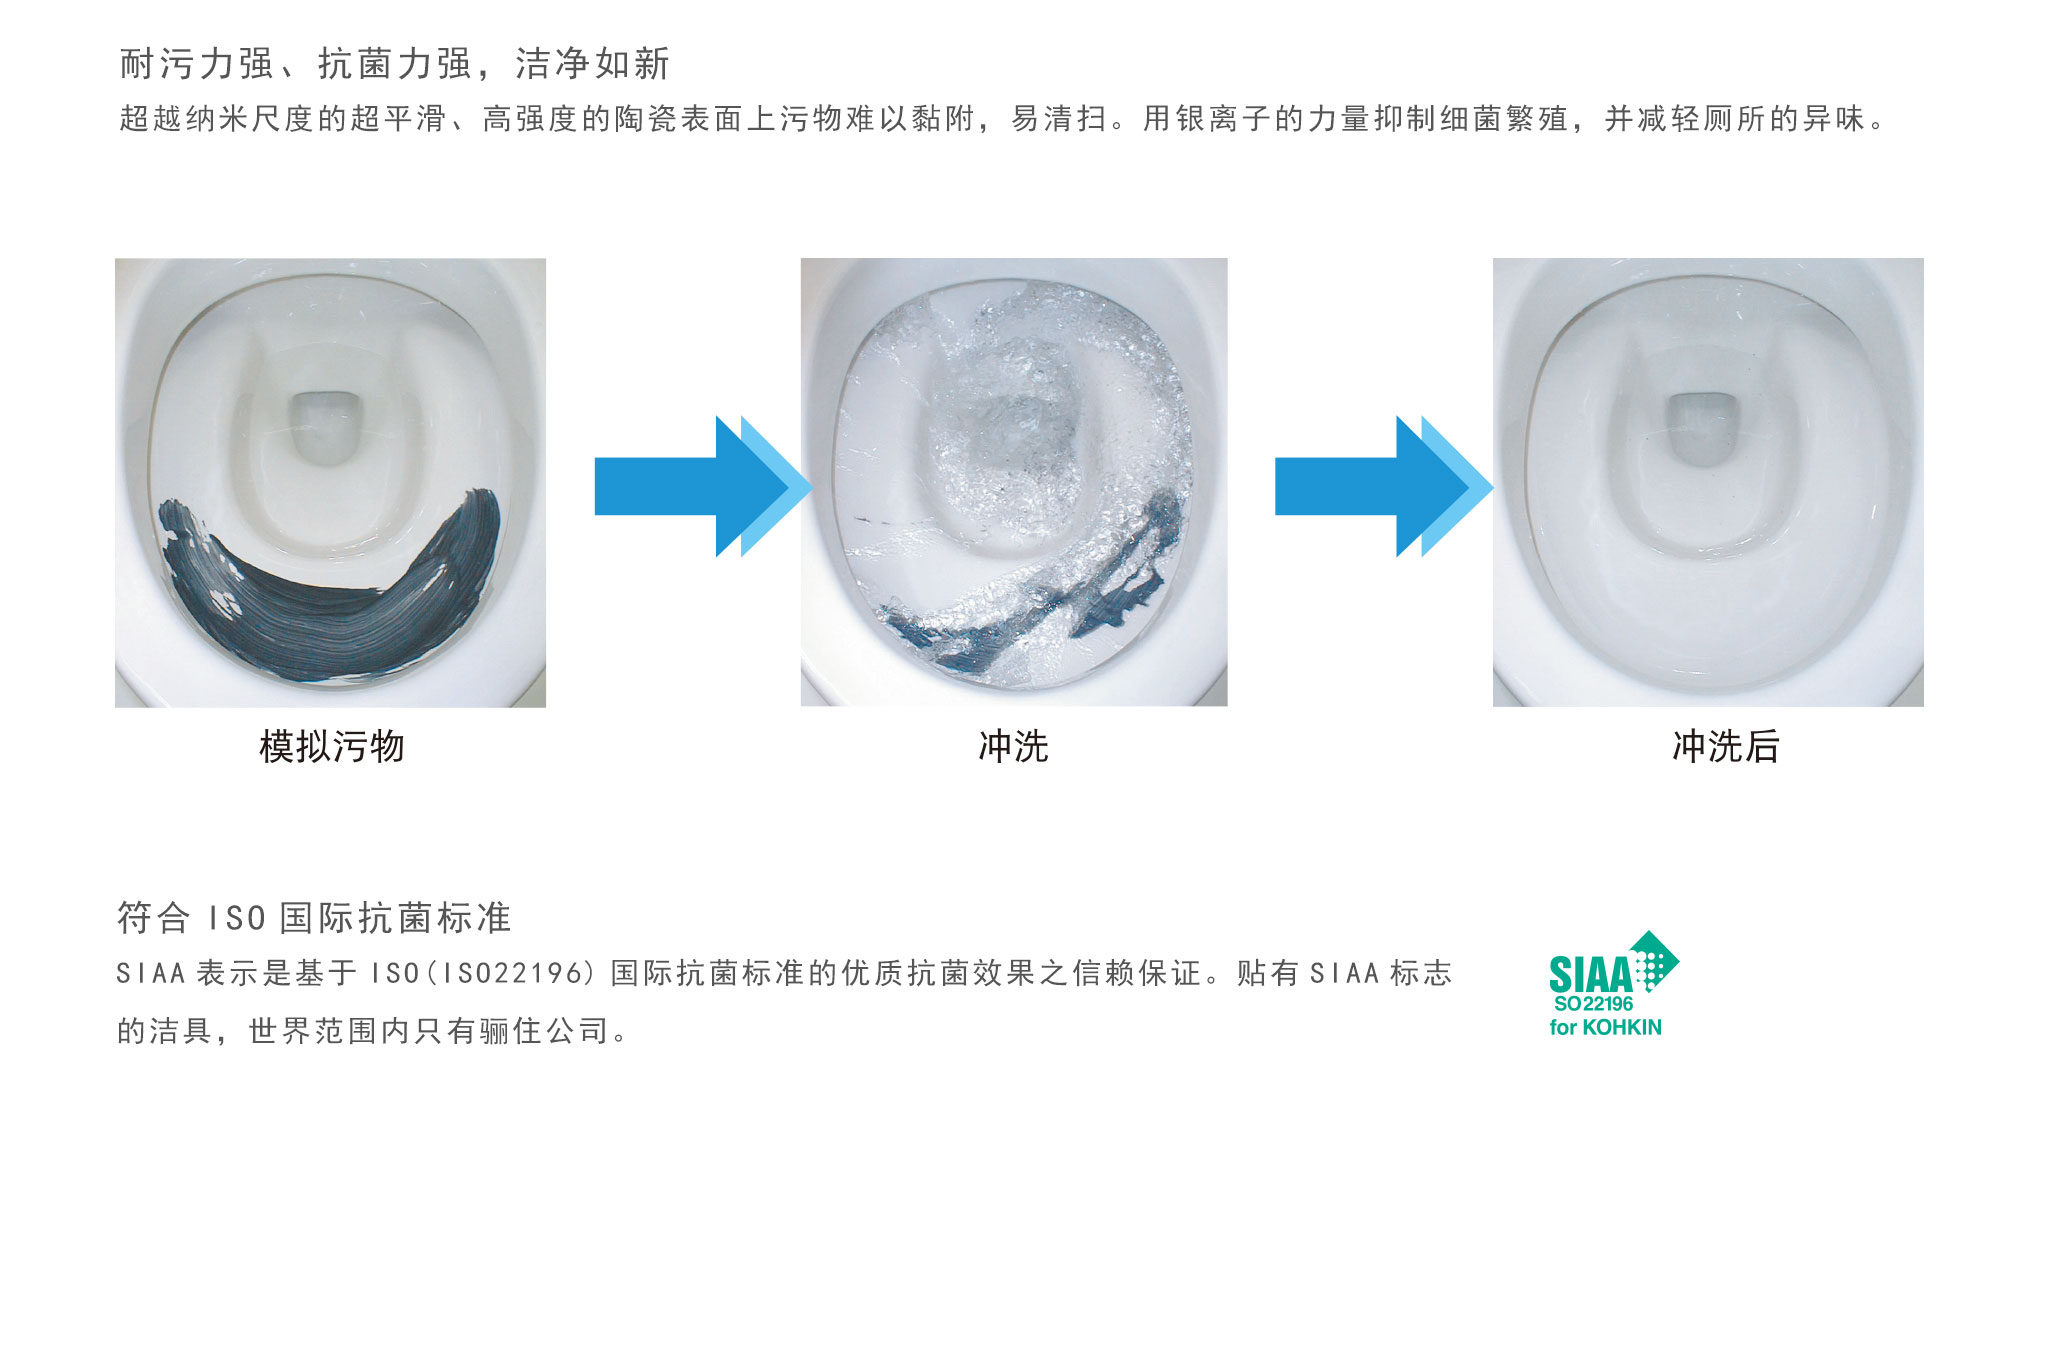 耐污力强、抗菌力强，洁净如新
超越纳米尺度的超平滑、高强度的陶瓷表面上污物难以黏附，易清扫。用银离子的力量抑制细菌繁殖，并减轻厕所的异味。
模拟污物
冲洗
冲洗后
符合 ISO 国际抗菌标准
SIAA 表示是基于 ISO(ISO22196) 国际抗菌标准的优质抗菌效果之信赖保证。贴有 SIAA 标志
的洁具，世界范围内只有骊住公司。
SIAA
SO 22196
for KOHKIN